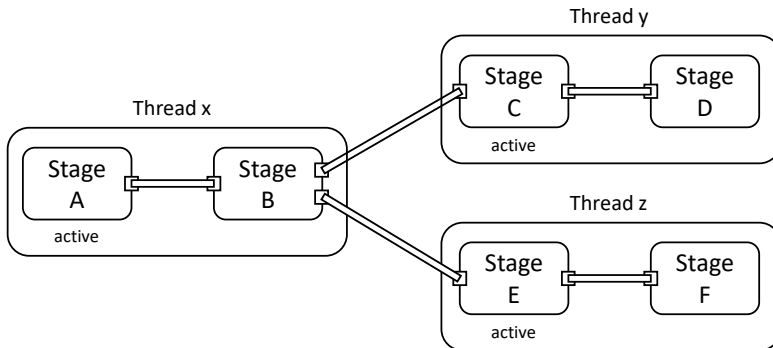 Thread x
Stage
A
active
Stage
B
Thread y
Stage
C
active
Stage
D
Thread z
Stage
E
active
Stage
F